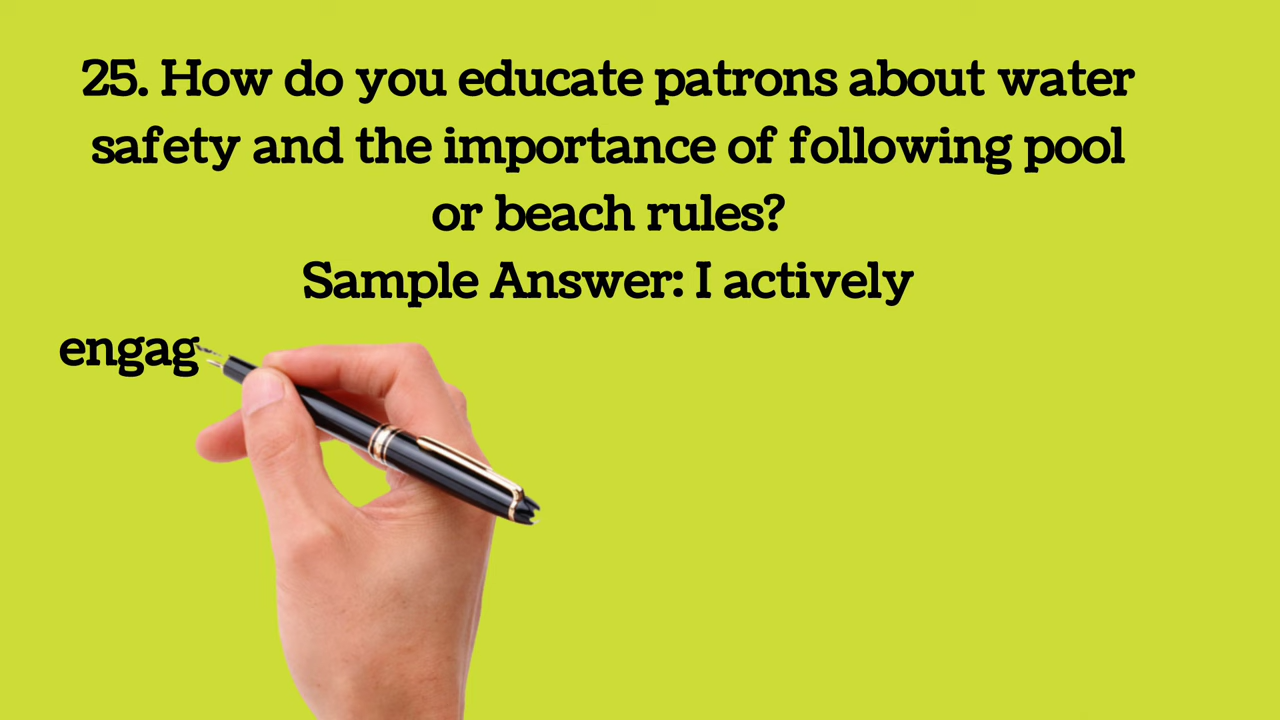 25. How do you educate patrons about water
safety and the importance of following pool
or beach rules?
Sample Answer: I actively
engag